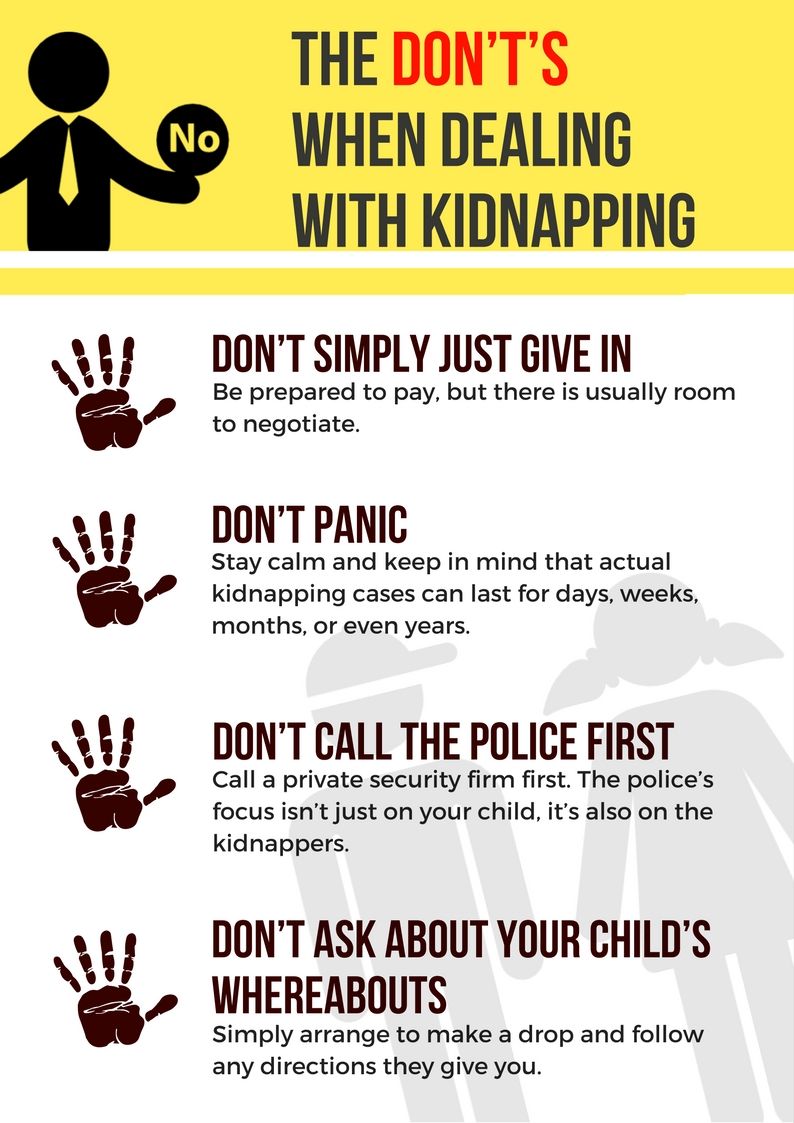 No
THE DON'T'S
WHEN DEALING
WITH KIDNAPPING
DON'T SIMPLY JUST GIVE IN
Be prepared to pay, but there is usually room
to negotiate.
DON'T PANIC
Stay calm and keep in mind that actual
kidnapping cases can last for days, weeks,
months, or even years.
DON'T CALL THE POLICE FIRST
Call a private security firm first. The police's
focus isn't just on your child, it's also on the
kidnappers.
DON'T ASK ABOUT YOUR CHILD'S
WHEREABOUTS
Simply arrange to make a drop and follow
any directions they give you.